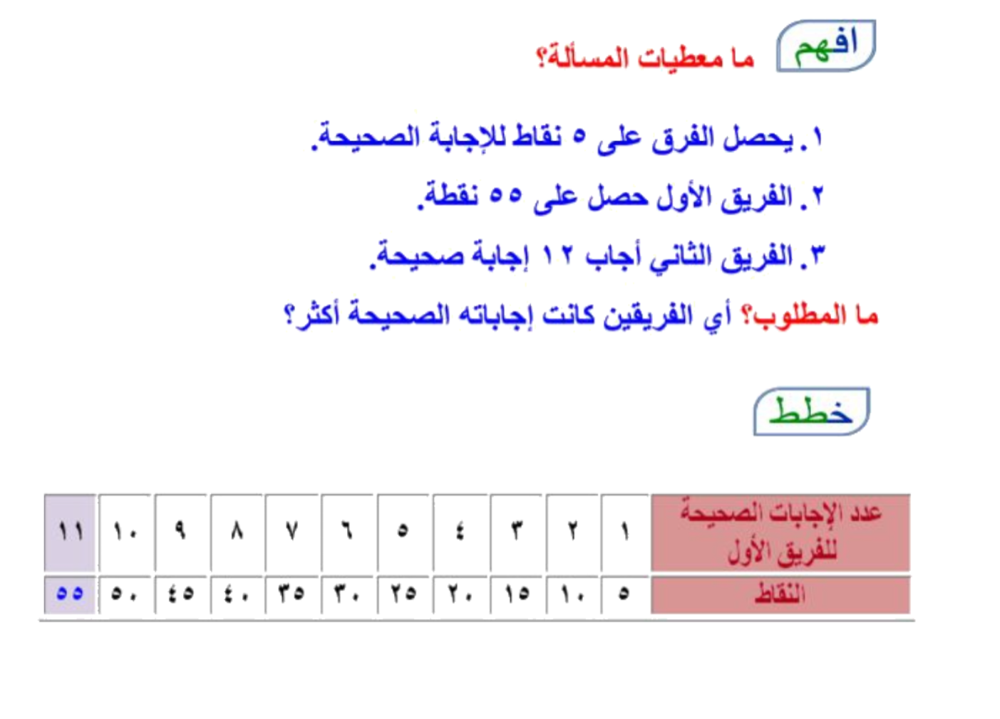 افهم ما معطيات المسألة؟
١. يحصل الفرق على ٥ نقاط للإجابة الصحيحة.
٢. الفريق الأول حصل على ٥٥ نقطة.
٣. الفريق الثاني أجاب ١٢ إجابة صحيحة.
ما المطلوب؟ أي الفريقين كانت إجاباته الصحيحة أكثر؟
خطط
عدد الإجابات الصحيحة
للفريق الأول ١ ٢ ٣ ٤ ٥ ٦ ٧ ٨ ٩ ١٠ ١١
النقاط ٥ ١٠ ١٥ ٢٠ ٢٥ ٣٠ ٣٥ ٤٠ ٤٥ ٥٠ ٥٥